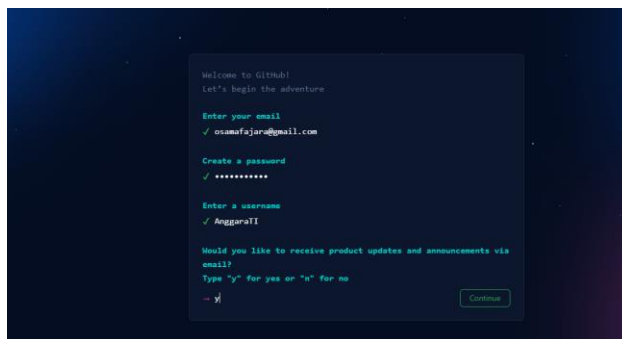 Welcome to GitHub!
Let's begin the adventure
Enter your email
✓ osamafajara@gmail.com
Create a password
✓ •••••••••••
Enter a username
✓ AnggaraTI
Would you like to receive product updates and announcements via
email?
Type "y" for yes or "n" for no
→ y
Continue